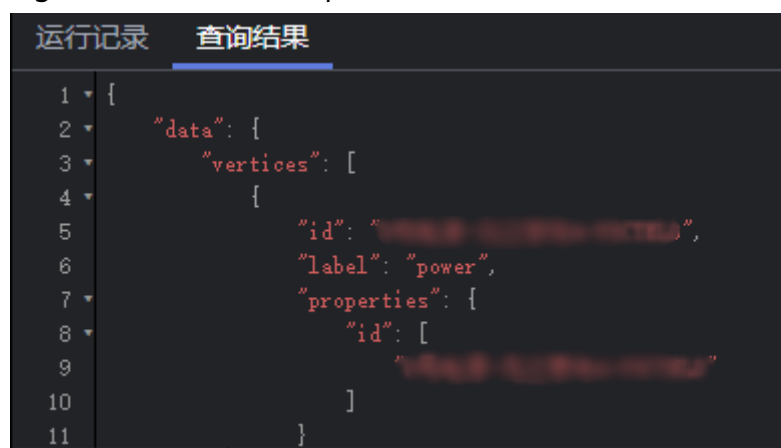 运行记录 查询结果
1 {
2 "data": {
3 "vertices": [
4 {
5 "id": "",
6 "label": "power",
7 "properties": {
8 "id": [
9 ""
10 ]
11 }